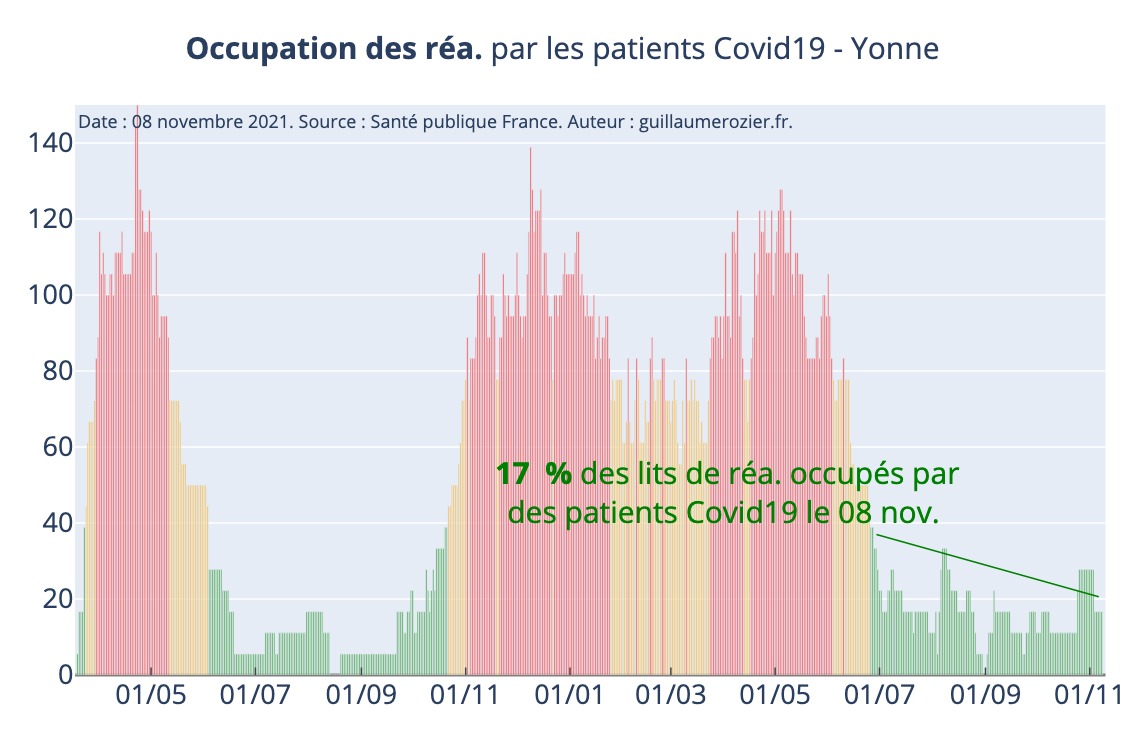 Occupation des réa. par les patients Covid19 - Yonne
Date : 08 novembre 2021. Source : Santé publique France. Auteur : guillaumerozier.fr.
140
120
100
80
60
40
20
0
17 % des lits de réa. occupés par
des patients Covid19 le 08 nov.
01/05 01/07 01/09 01/11 01/01 01/03 01/05 01/07 01/09 01/11